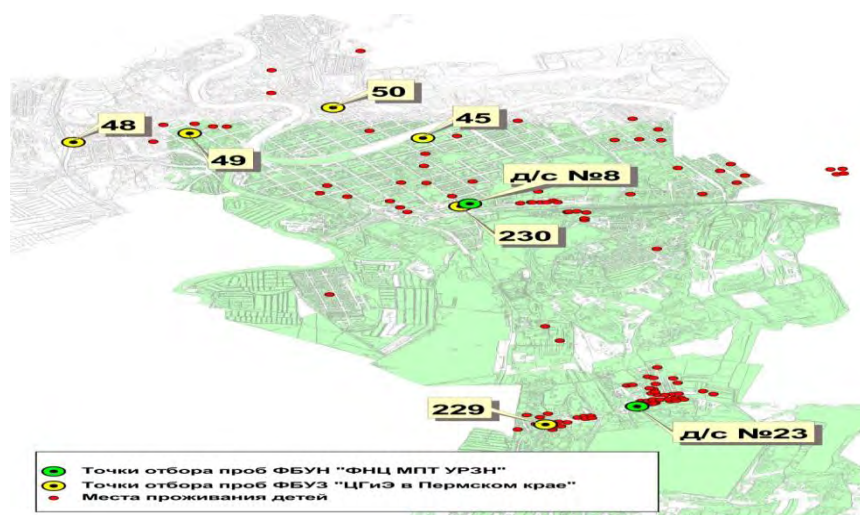 50
48
45
49
д/с №8
230
229
д/с №23
Точки отбора проб ФБУН "ФНЦ МПТ УРЗН"
Точки отбора проб ФБУЗ "ЦГиЭ в Пермском крае"
Места проживания детей